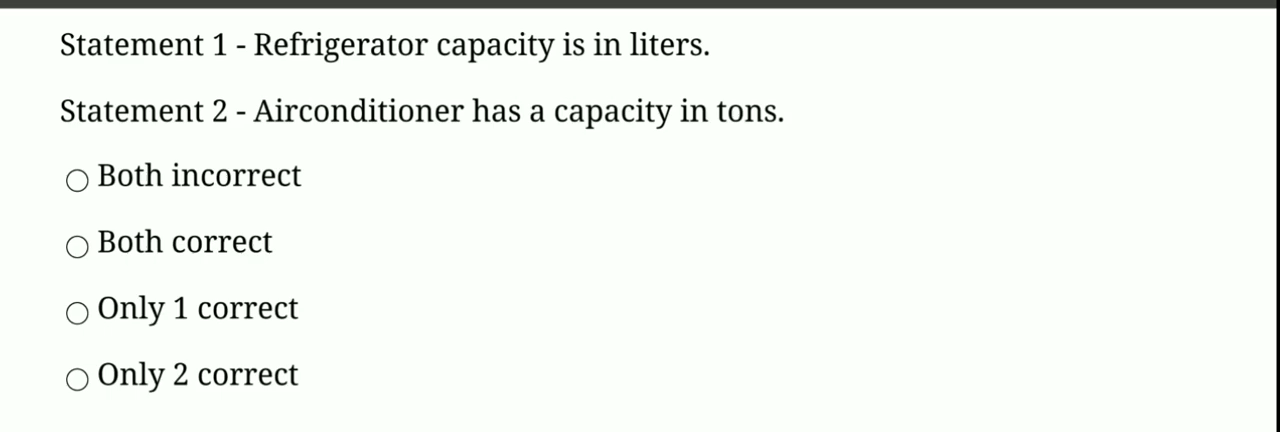 Statement 1 - Refrigerator capacity is in liters.
Statement 2 - Airconditioner has a capacity in tons.
Both incorrect
Both correct
Only 1 correct
Only 2 correct